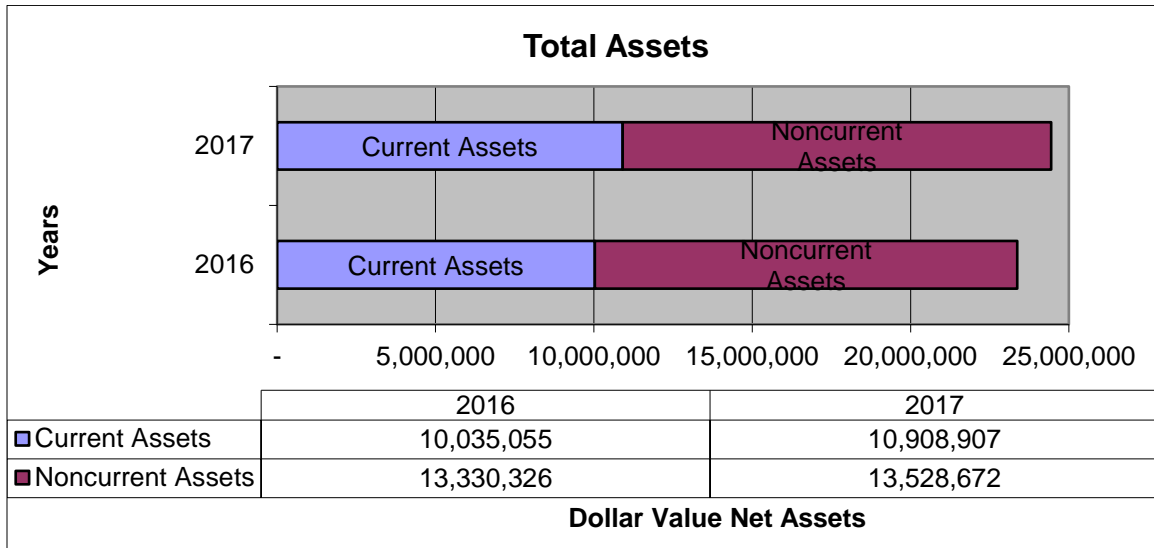 Total Assets
Years
2017
Current Assets
Noncurrent
Assets
2016
Current Assets
Noncurrent
Assets
- 5,000,000 10,000,000 15,000,000 20,000,000 25,000,000
2016 2017
Current Assets 10,035,055 10,908,907
Noncurrent Assets 13,330,326 13,528,672
Dollar Value Net Assets